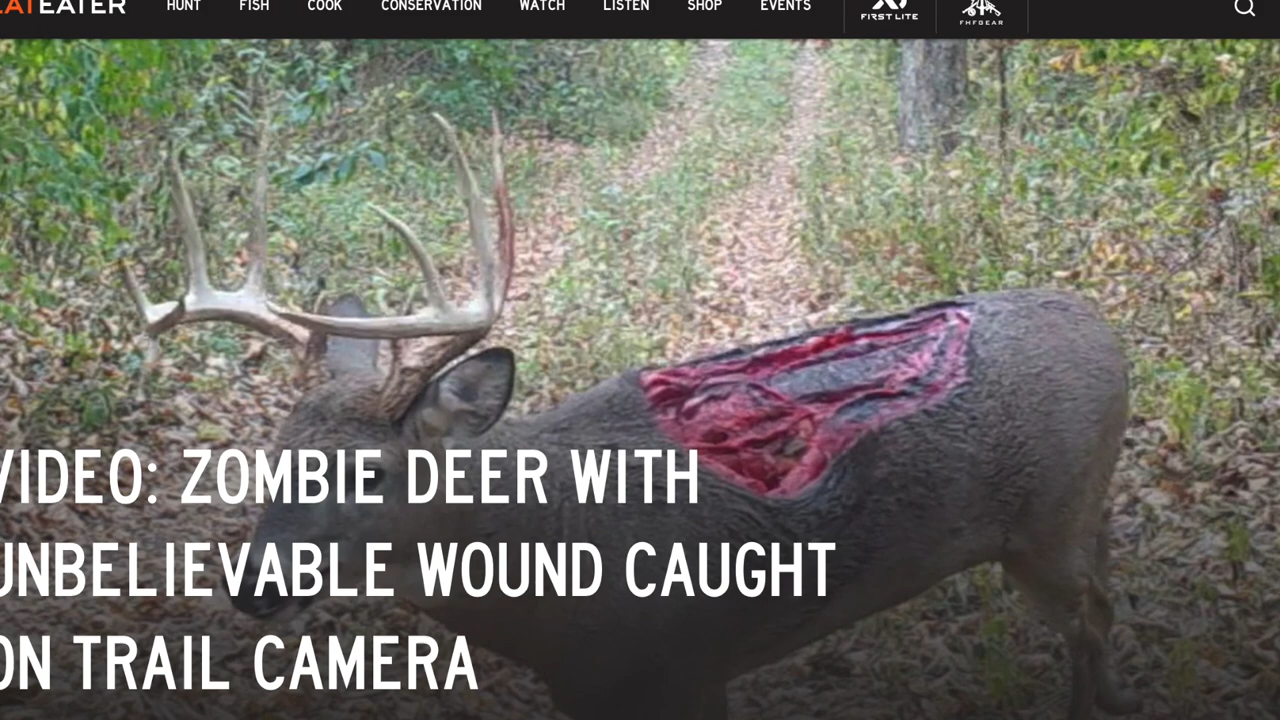 EATEATER HUNT FISH COOK CONSERVATION WATCH LISTEN SHOP EVENTS FIRST LITE FHFGEAR
VIDEO: ZOMBIE DEER WITH
UNBELIEVABLE WOUND CAUGHT
ON TRAIL CAMERA